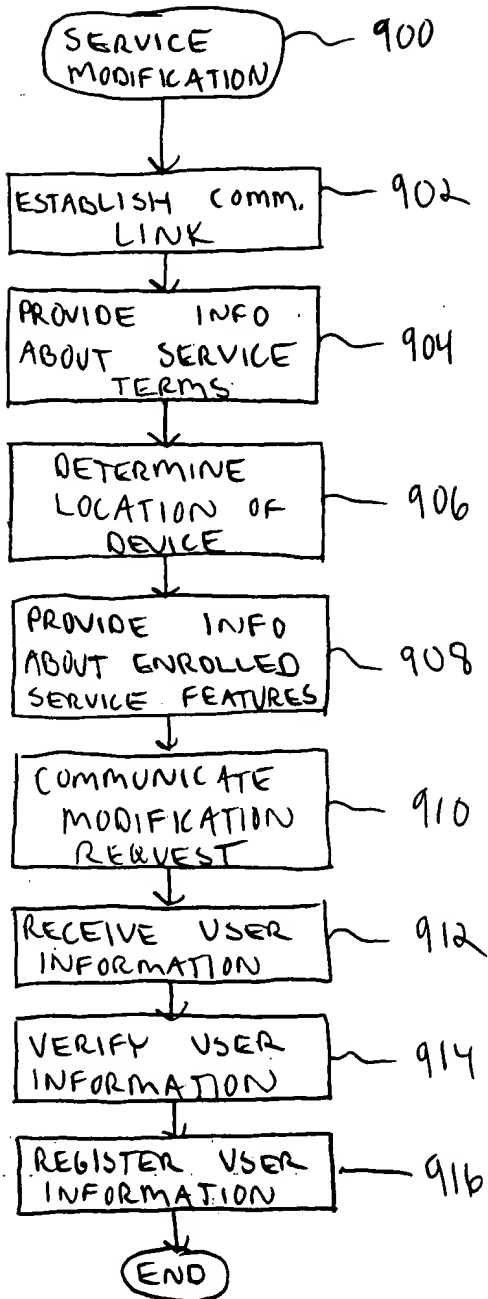 SERVICE
MODIFICATION
900
ESTABLISH COMM.
LINK
902
PROVIDE INFO
ABOUT SERVICE
TERMS
904
DETERMINE
LOCATION OF
DEVICE
906
PROVIDE INFO
ABOUT ENROLLED
SERVICE FEATURES
908
COMMUNICATE
MODIFICATION
REQUEST
910
RECEIVE USER
INFORMATION
912
VERIFY USER
INFORMATION
914
REGISTER USER
INFORMATION
916
END